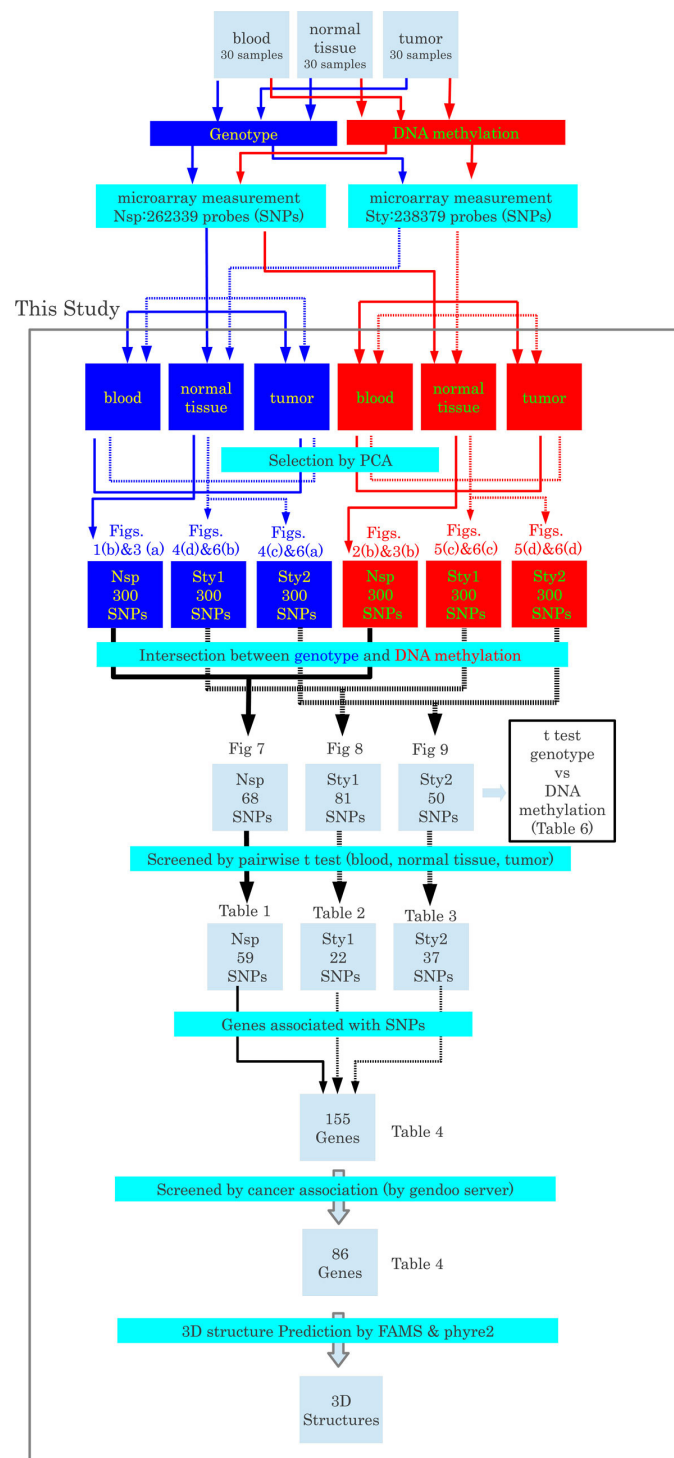 blood
30 samples
normal
tissue
30 samples
tumor
30 samples
Genotype
DNA methylation
microarray measurement
Nsp:262339 probes (SNPs)
microarray measurement
Sty:238379 probes (SNPs)
This Study
blood
normal
tissue
tumor
blood
normal
tissue
tumor
Selection by PCA
Figs.
1(b)&3 (a)
Figs.
4(d)&6(b)
Figs.
4(c)&6(a)
Figs.
2(b)&3(b)
Figs.
5(c)&6(c)
Figs.
5(d)&6(d)
Nsp
300
SNPs
Sty1
300
SNPs
Sty2
300
SNPs
Nsp
300
SNPs
Sty1
300
SNPs
Sty2
300
SNPs
Intersection between genotype and DNA methylation
Fig 7
Fig 8
Fig 9
Nsp
68
SNPs
Sty1
81
SNPs
Sty2
50
SNPs
t test
genotype
vs
DNA
methylation
(Table 6)
Screened by pairwise t test (blood, normal tissue, tumor)
Table 1
Table 2
Table 3
Nsp
59
SNPs
Sty1
22
SNPs
Sty2
37
SNPs
Genes associated with SNPs
155
Genes
Table 4
Screened by cancer association (by gendoo server)
86
Genes
Table 4
3D structure Prediction by FAMS & phyre2
3D
Structures